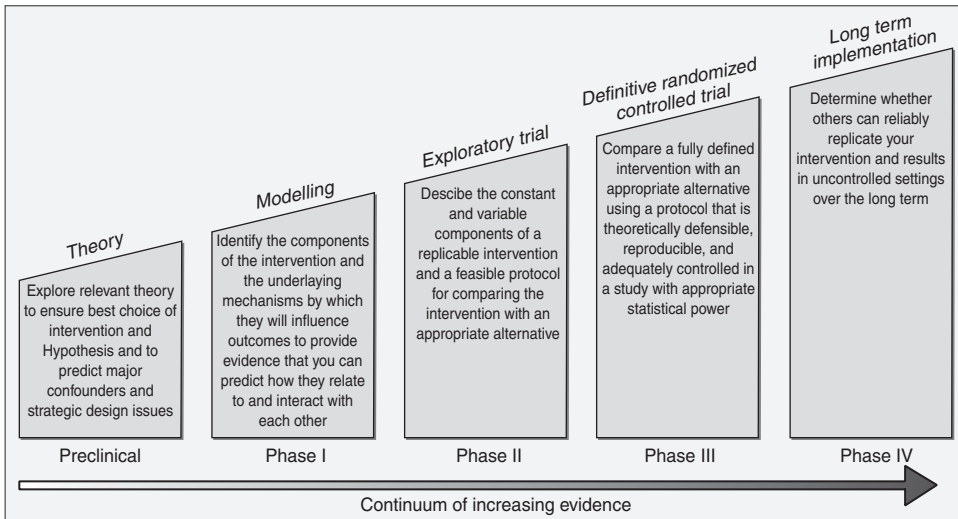 Theory
Explore relevant theory
to ensure best choice of
intervention and
Hypothesis and to
predict major
confounders and
strategic design issues
Preclinical
Modelling
Identify the components
of the intervention and
the underlaying
mechanisms by which
they will influence
outcomes to provide
evidence that you can
predict how they relate
to and interact with
each other
Phase I
Exploratory trial
Descibe the constant
and variable
components of a
replicable intervention
and a feasible protocol
for comparing the
intervention with an
appropriate alternative
Phase II
Definitive randomized
controlled trial
Compare a fully defined
intervention with an
appropriate alternative
using a protocol that is
theoretically defensible,
reproducible, and
adequately controlled in
a study with appropriate
statistical power
Phase III
Long term
implementation
Determine whether
others can reliably
replicate your
intervention and results
in uncontrolled settings
over the long term
Phase IV
Continuum of increasing evidence